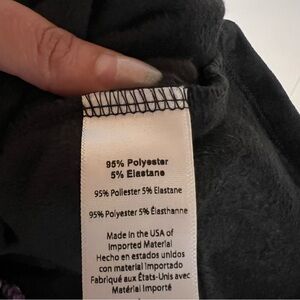 95% Polyester
5% Elastane
95% Poliester 5% Elastane
95% Polyester 5% Élasthanne
Made in the USA of
Imported Material
Hecho en estados unidos
con material importado
Fabriqué aux États-Unis avec
Matériel Importé